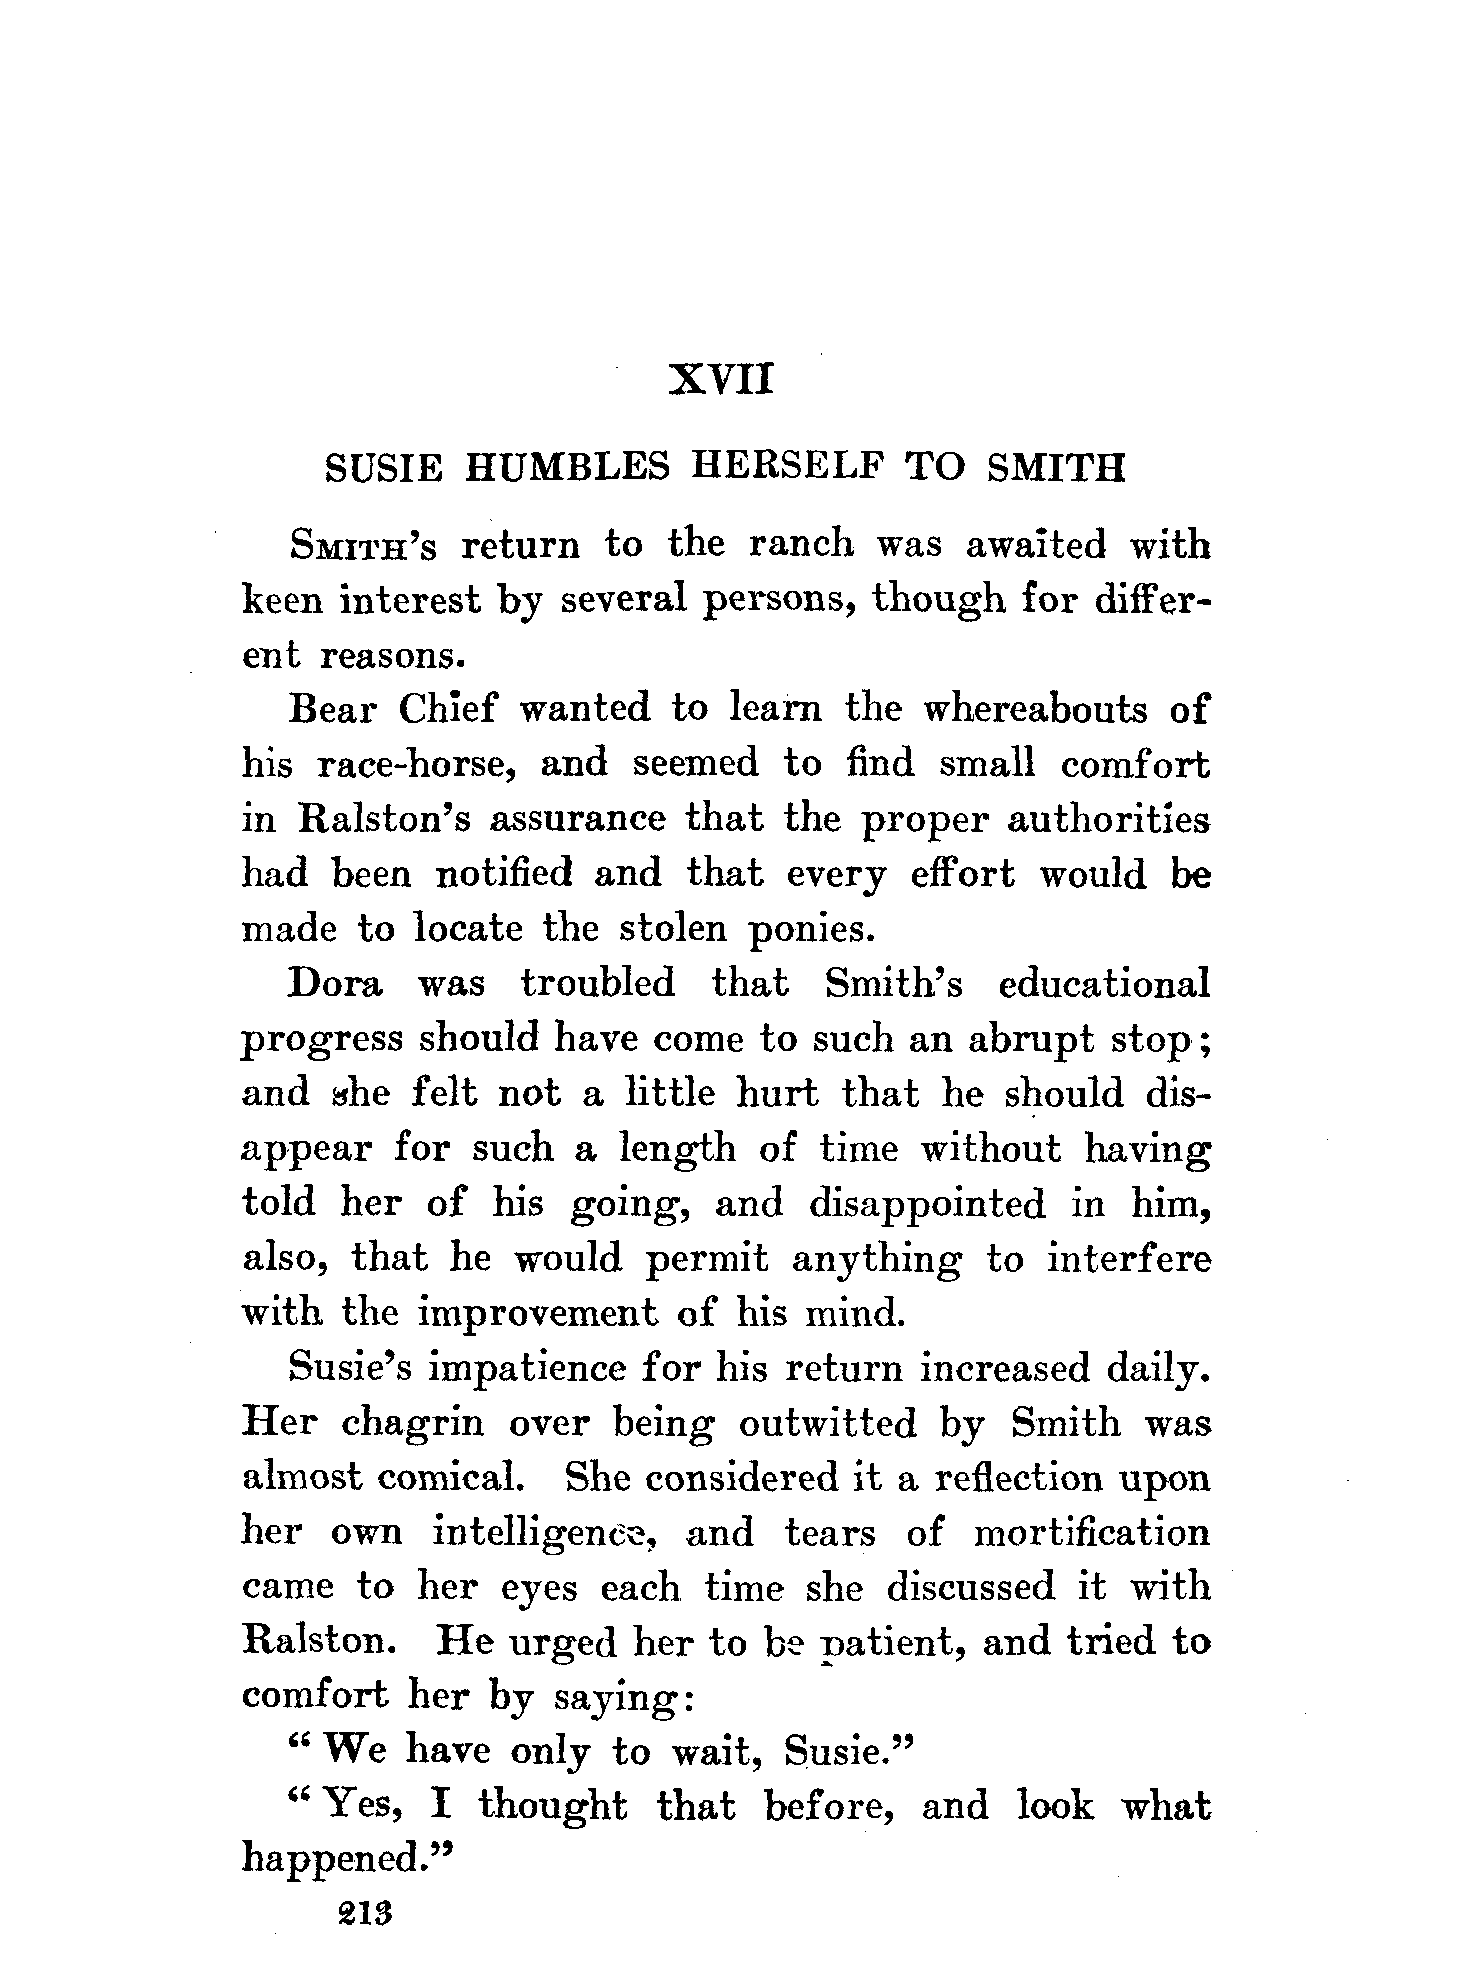 XVII
SUSIE HUMBLES HERSELF TO SMITH
SMITH'S return to the ranch was awaited with
keen interest by several persons, though for differ-
ent reasons.
Bear Chief wanted to learn the whereabouts of
his race-horse, and seemed to find small comfort
in Ralston's assurance that the proper authorities
had been notified and that every effort would be
made to locate the stolen ponies.
Dora was troubled that Smith's educational
progress should have come to such an abrupt stop;
and she felt not a little hurt that he should dis-
appear for such a length of time without having
told her of his going, and disappointed in him,
also, that he would permit anything to interfere
with the improvement of his mind.
Susie's impatience for his return increased daily.
Her chagrin over being outwitted by Smith was
almost comical. She considered it a reflection upon
her own intelligence, and tears of mortification
came to her eyes each time she discussed it with
Ralston. He urged her to be patient, and tried to
comfort her by saying:
"We have only to wait, Susie."
"Yes, I thought that before, and look what
happened."
213